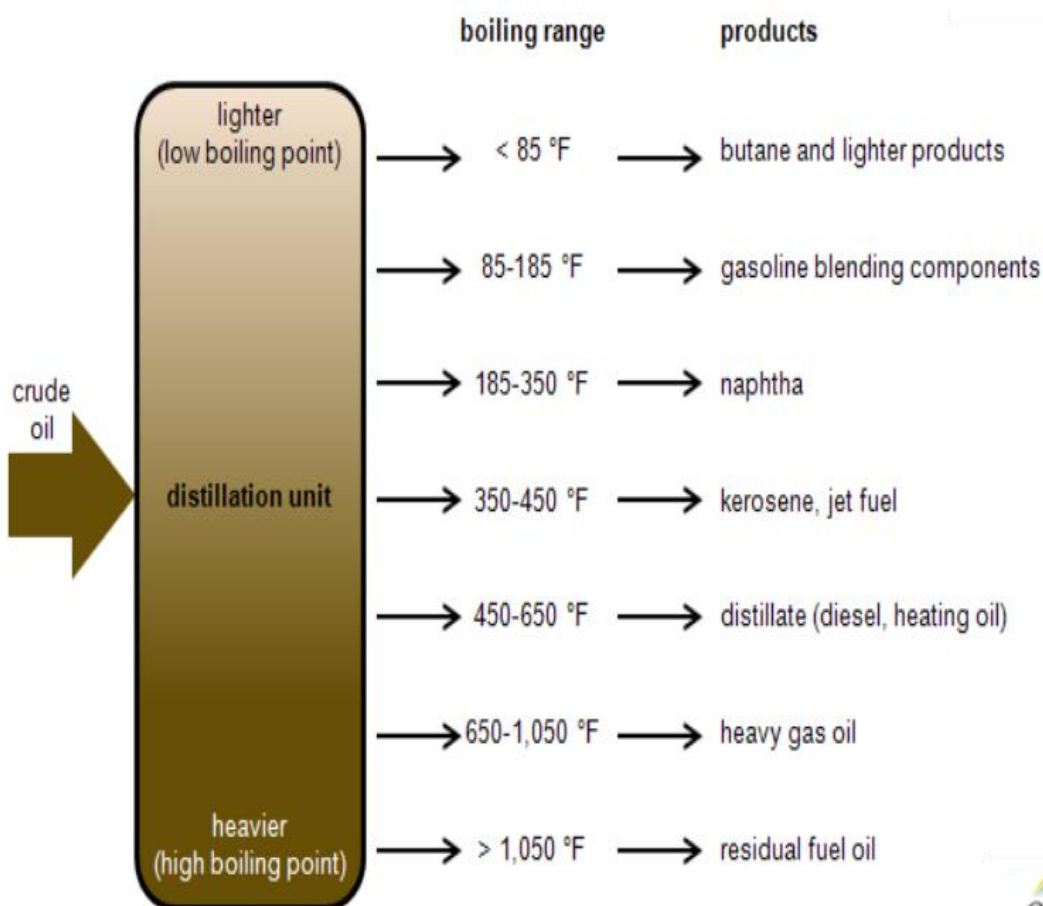 boiling range products
lighter
(low boiling point)
< 85 °F
butane and lighter products
85-185 °F
gasoline blending components
185-350 °F
naphtha
crude
oil
distillation unit
350-450 °F
kerosene, jet fuel
450-650 °F
distillate (diesel, heating oil)
650-1,050 °F
heavy gas oil
heavier
(high boiling point)
> 1,050 °F
residual fuel oil